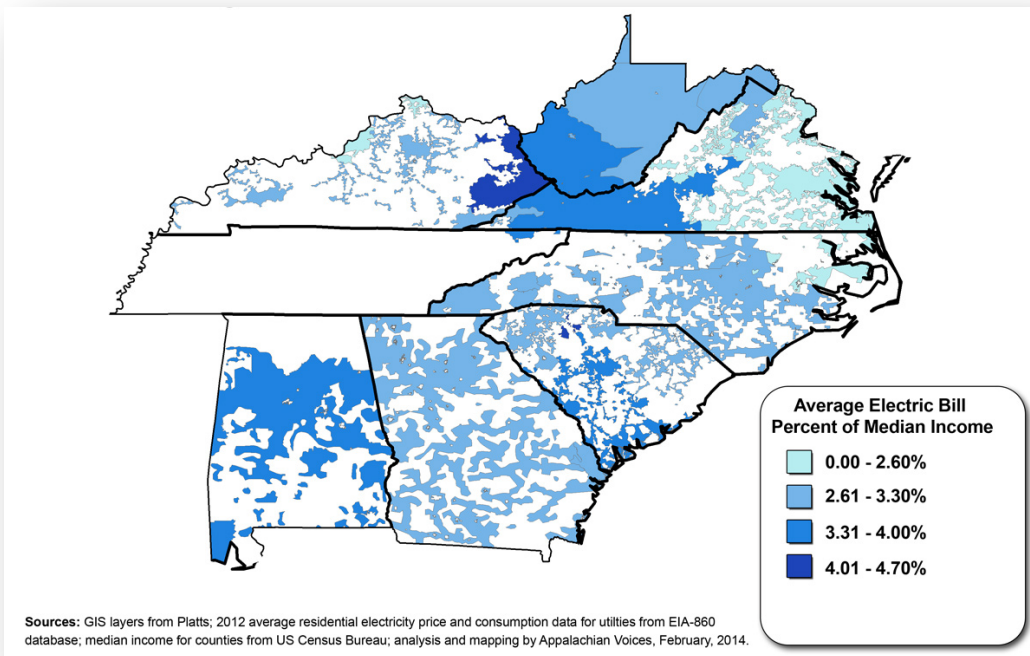 Average Electric Bill
Percent of Median Income
0.00 - 2.60%
2.61 - 3.30%
3.31 - 4.00%
4.01 - 4.70%
Sources: GIS layers from Platts; 2012 average residential electricity price and consumption data for utilties from EIA-860
database; median income for counties from US Census Bureau; analysis and mapping by Appalachian Voices, February, 2014.